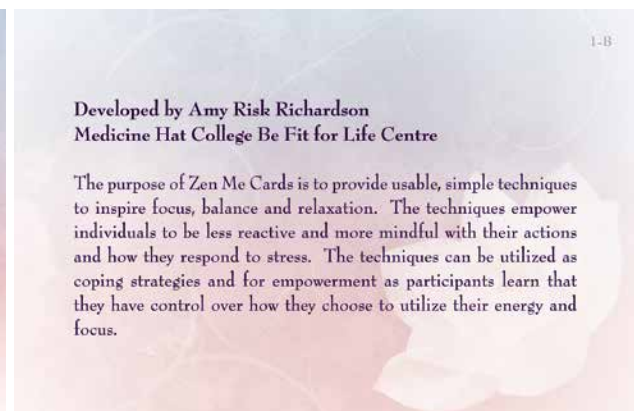 1-B
Developed by Amy Risk Richardson
Medicine Hat College Be Fit for Life Centre
The purpose of Zen Me Cards is to provide usable, simple techniques
to inspire focus, balance and relaxation. The techniques empower
individuals to be less reactive and more mindful with their actions
and how they respond to stress. The techniques can be utilized as
coping strategies and for empowerment as participants learn that
they have control over how they choose to utilize their energy and
focus.